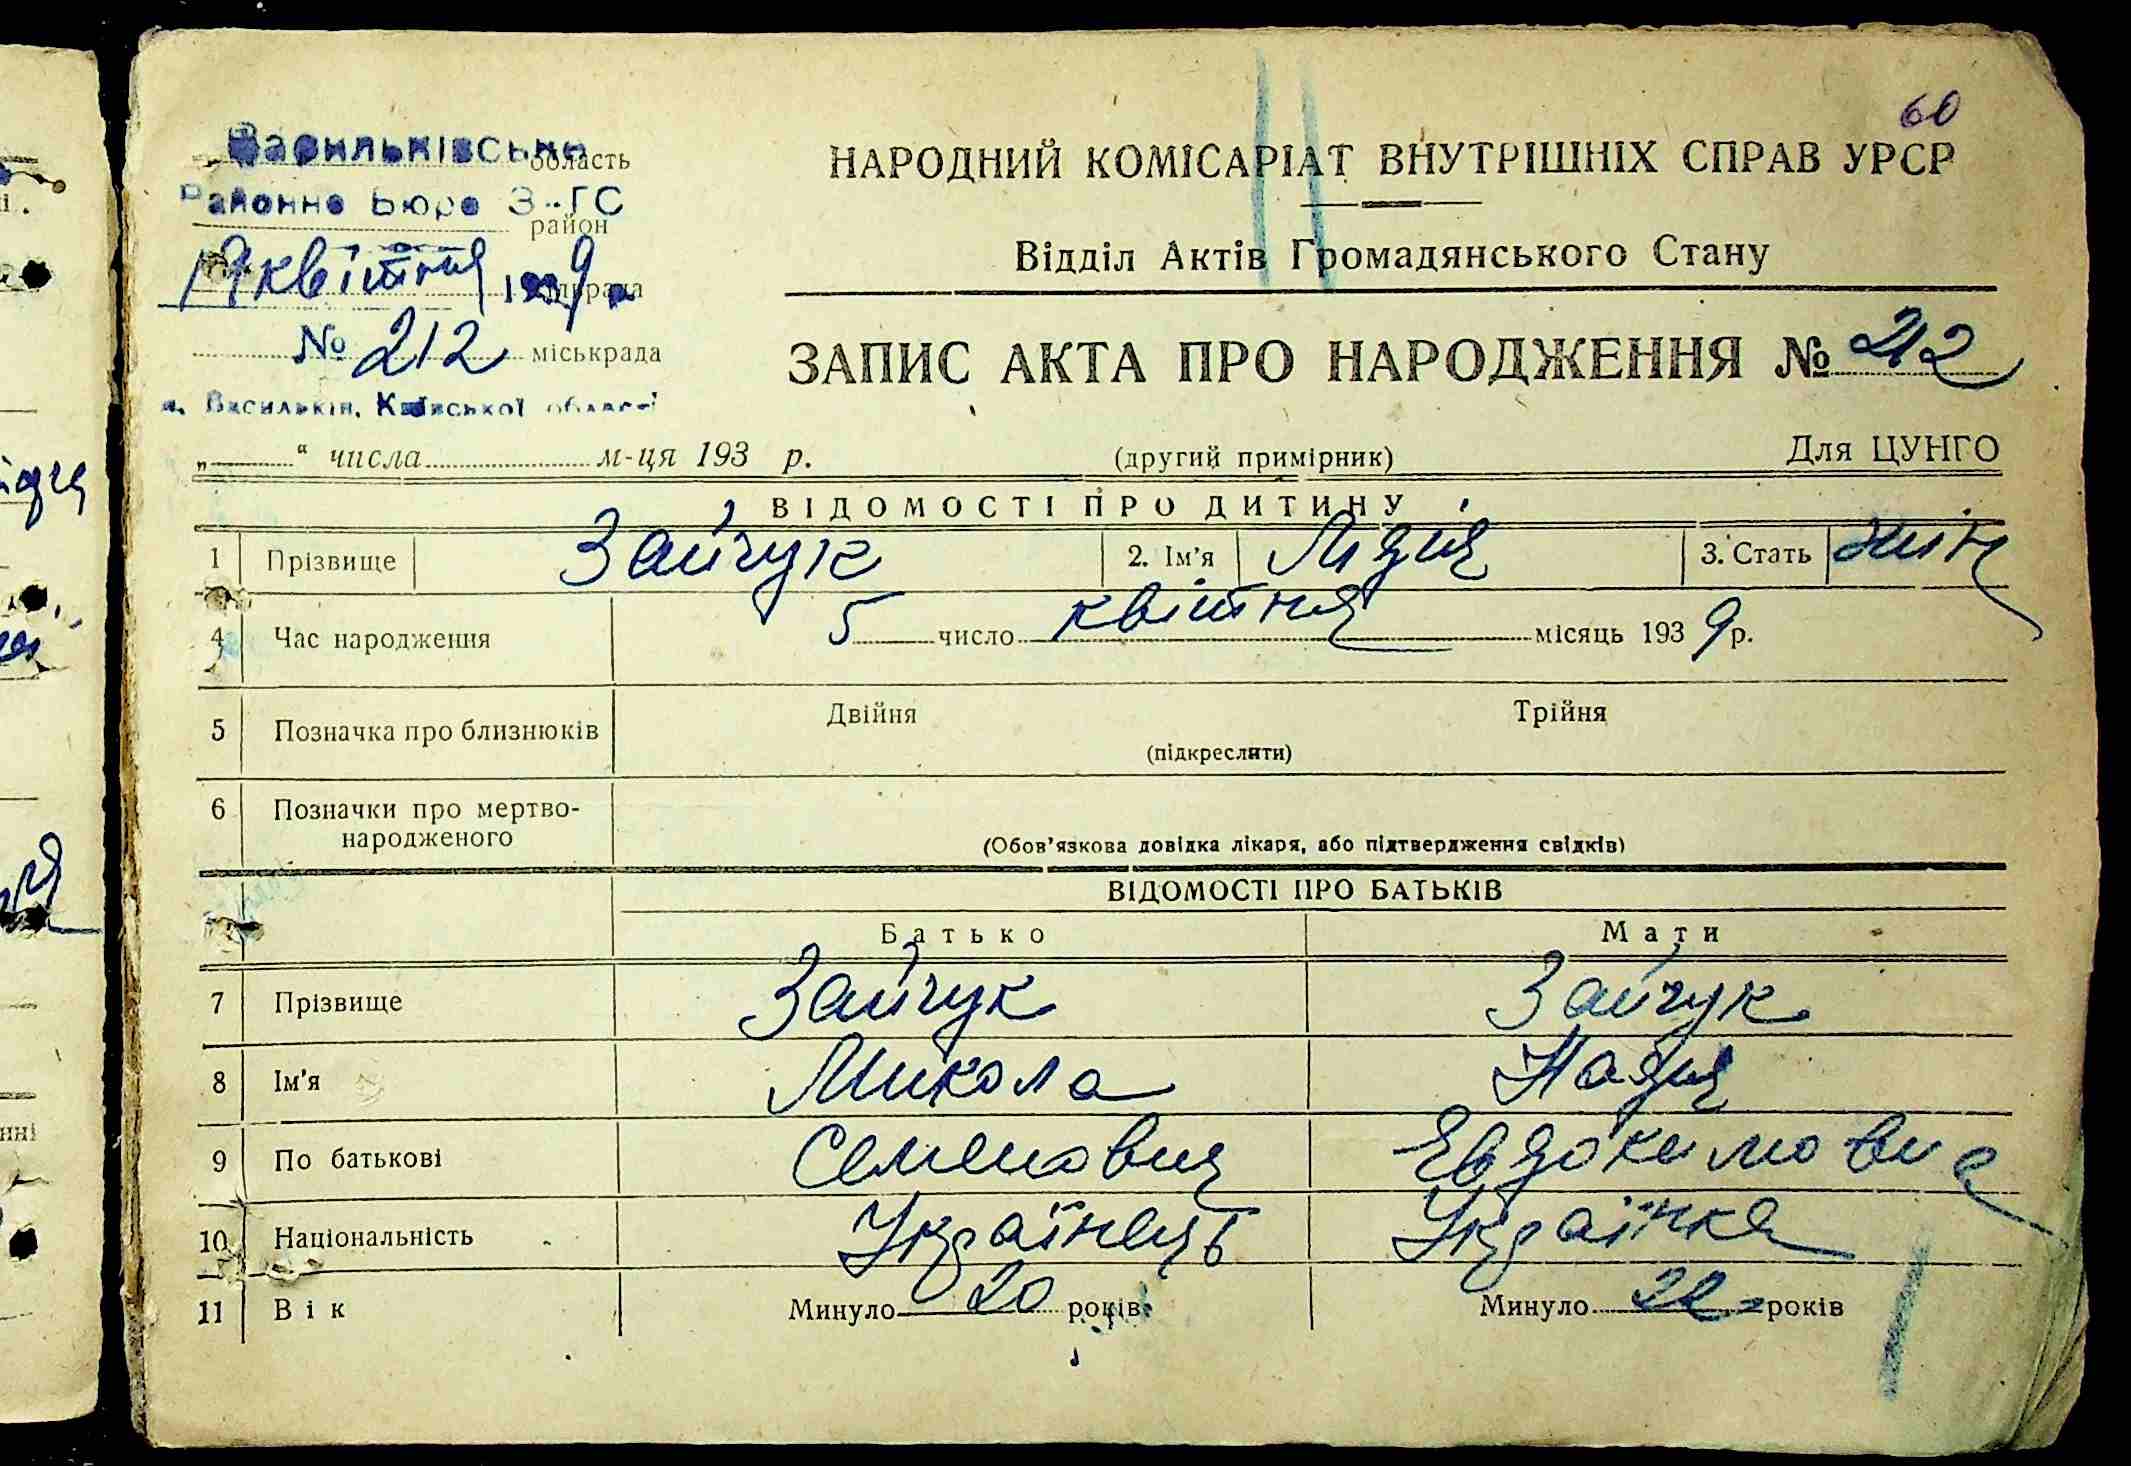 60
Васильківське область
Районне Бюро ЗАГС район
19 квітня 1939 р
№ 212 міськрада
м. Васильків, Київської області
НАРОДНИЙ КОМІСАРІАТ ВНУТРІШНІХ СПРАВ УРСР
Відділ Актів Громадянського Стану
ЗАПИС АКТА ПРО НАРОДЖЕННЯ № 212
„ “ числа м-ця 193 р. (другий примірник) Для ЦУНГО
ВІДОМОСТІ ПРО ДИТИНУ
1 Прізвище Зайчук 2. Ім'я Лідія 3. Стать жін
4 Час народження 5 число квітня місяць 1939 р.
5 Позначка про близнюків Двійня Трійня
(підкреслити)
6 Позначки про мертво-
народженого
(Обов'язкова довідка лікаря, або підтвердження свідків)
ВІДОМОСТІ ПРО БАТЬКІВ
Батько Мати
7 Прізвище Зайчук Зайчук
8 Ім'я Микола Надія
9 По батькові Семенович Евдокимовна
10 Національність Українець Українка
11 Вік Минуло 20 років Минуло 22 років